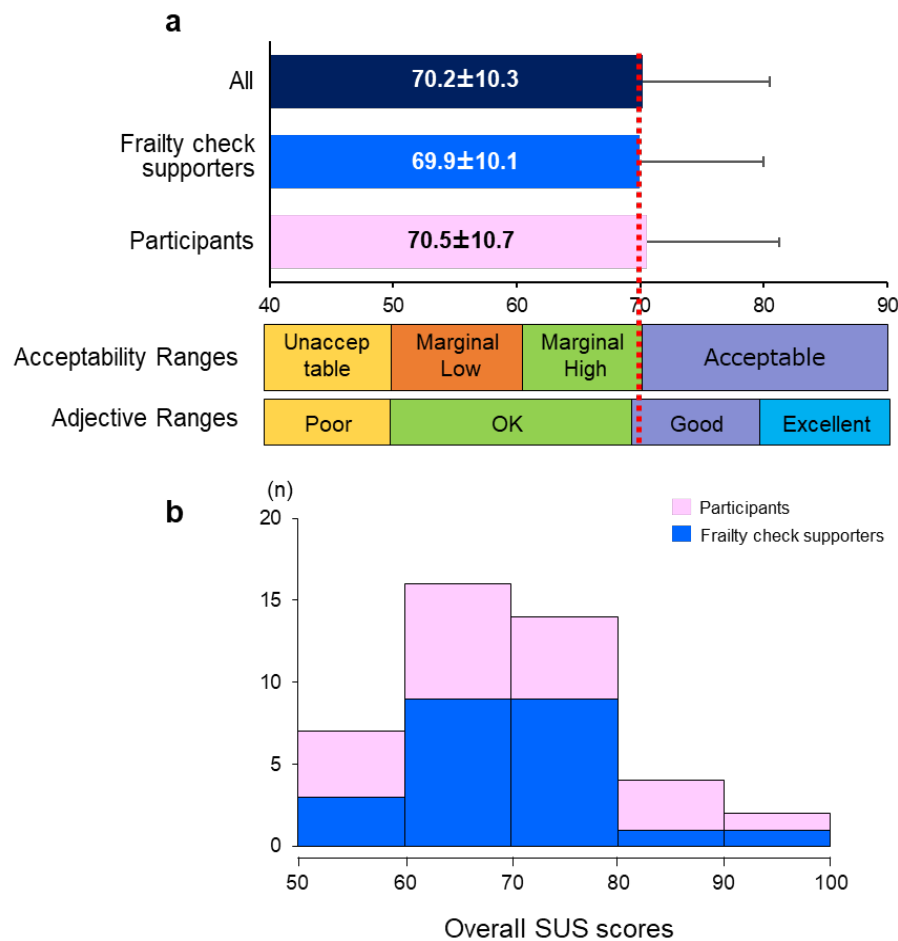 a
All
70.2±10.3
Frailty check
supporters
69.9±10.1
Participants
70.5±10.7
40 50 60 70 80 90
Acceptability Ranges
Unaccep
table
Marginal
Low
Marginal
High
Acceptable
Adjective Ranges
Poor
OK
Good
Excellent
b
(n)
Participants
Frailty check supporters
20
15
10
5
0
50 60 70 80 90 100
Overall SUS scores